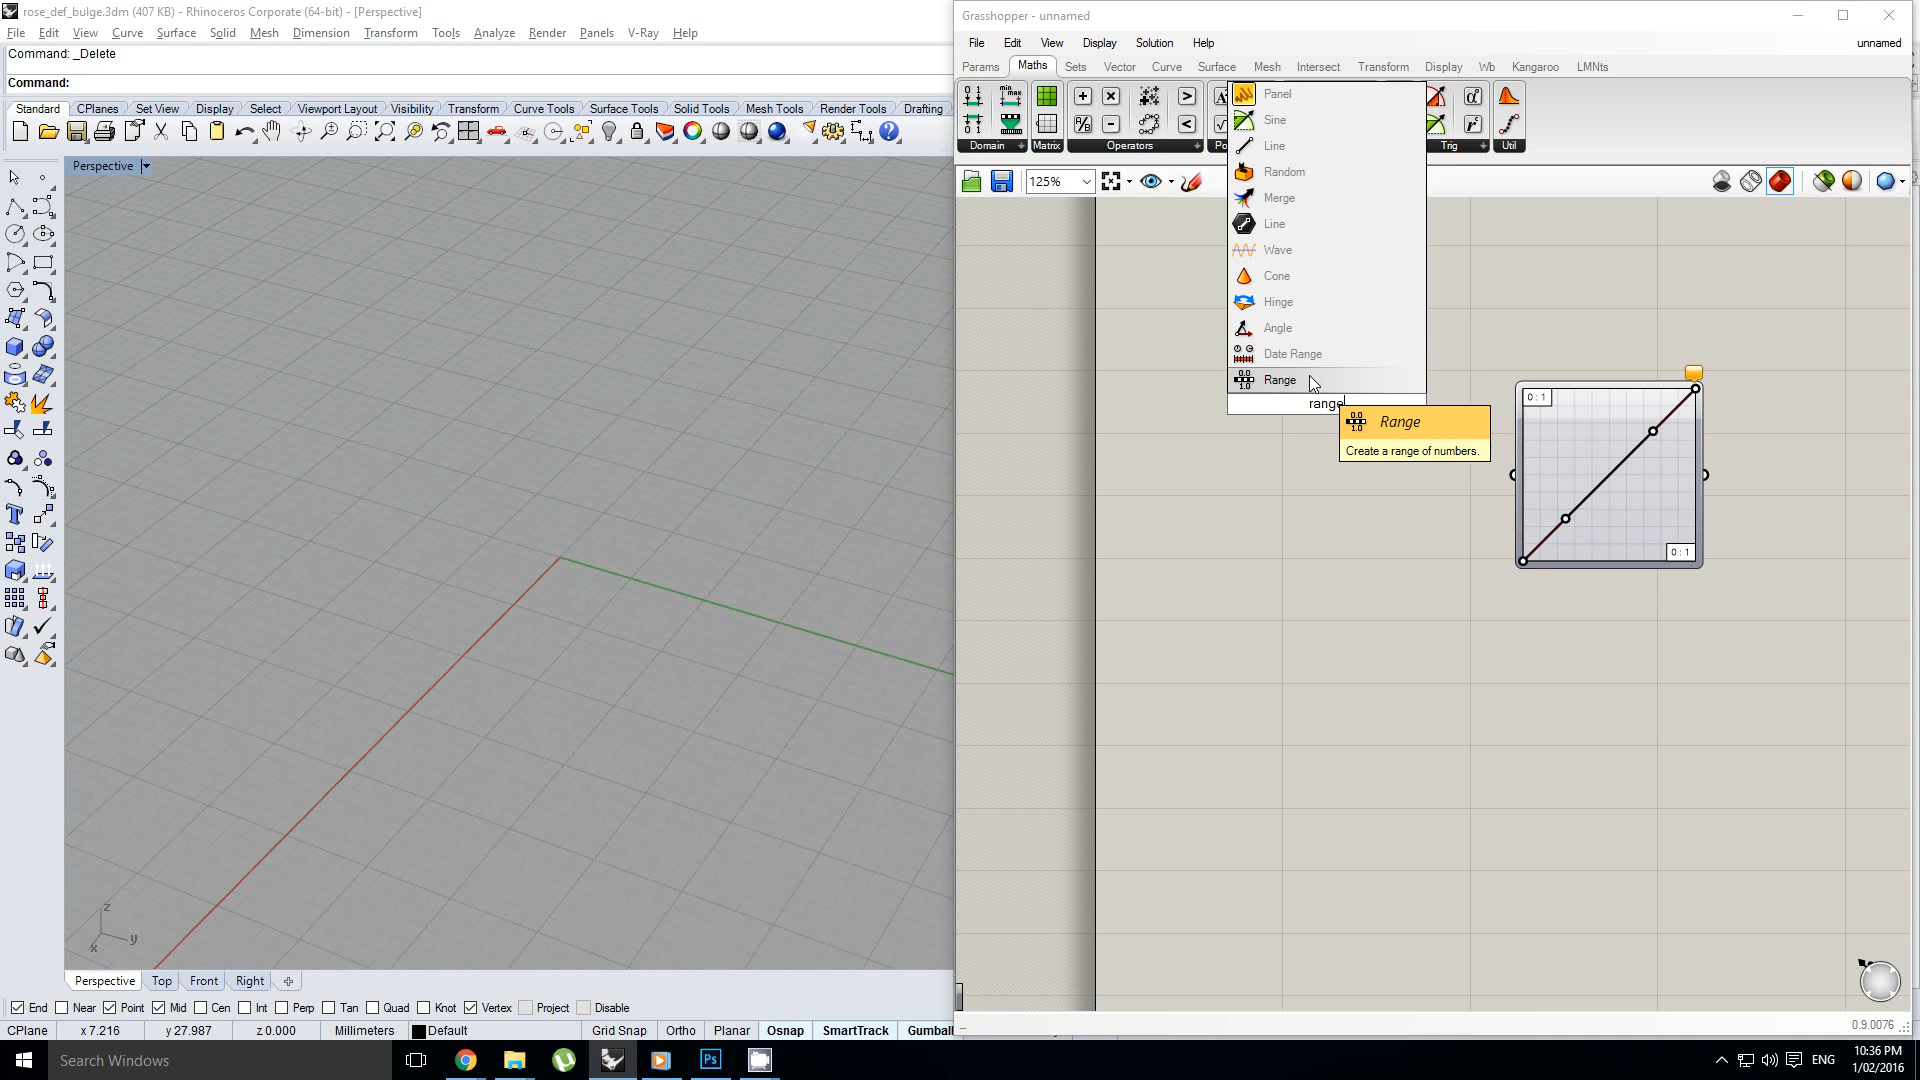 rose_def_bulge.3dm (407 KB) - Rhinoceros Corporate (64-bit) - [Perspective]
File Edit View Curve Surface Solid Mesh Dimension Transform Tools Analyze Render Panels V-Ray Help
Command: _Delete
Command:
Standard CPlanes Set View Display Select Viewport Layout Visibility Transform Curve Tools Surface Tools Solid Tools Mesh Tools Render Tools Drafting
Perspective
z
y
x
Perspective Top Front Right
End Near Point Mid Cen Int Perp Tan Quad Knot Vertex Project Disable
CPlane x 7.216 y 27.987 z 0.000 Millimeters Default Grid Snap Ortho Planar Osnap SmartTrack Gumball
Grasshopper - unnamed
File Edit View Display Solution Help unnamed
Params Maths Sets Vector Curve Surface Mesh Intersect Transform Display Wb Kangaroo LMNts
Domain Matrix Operators Po Trig Util
125%
Panel
Sine
Line
Random
Merge
Line
Wave
Cone
Hinge
Angle
Date Range
Range
range
Range
Create a range of numbers.
0 : 1
0 : 1
0.9.0076
Search Windows
Ps
ENG
10:36 PM
1/02/2016